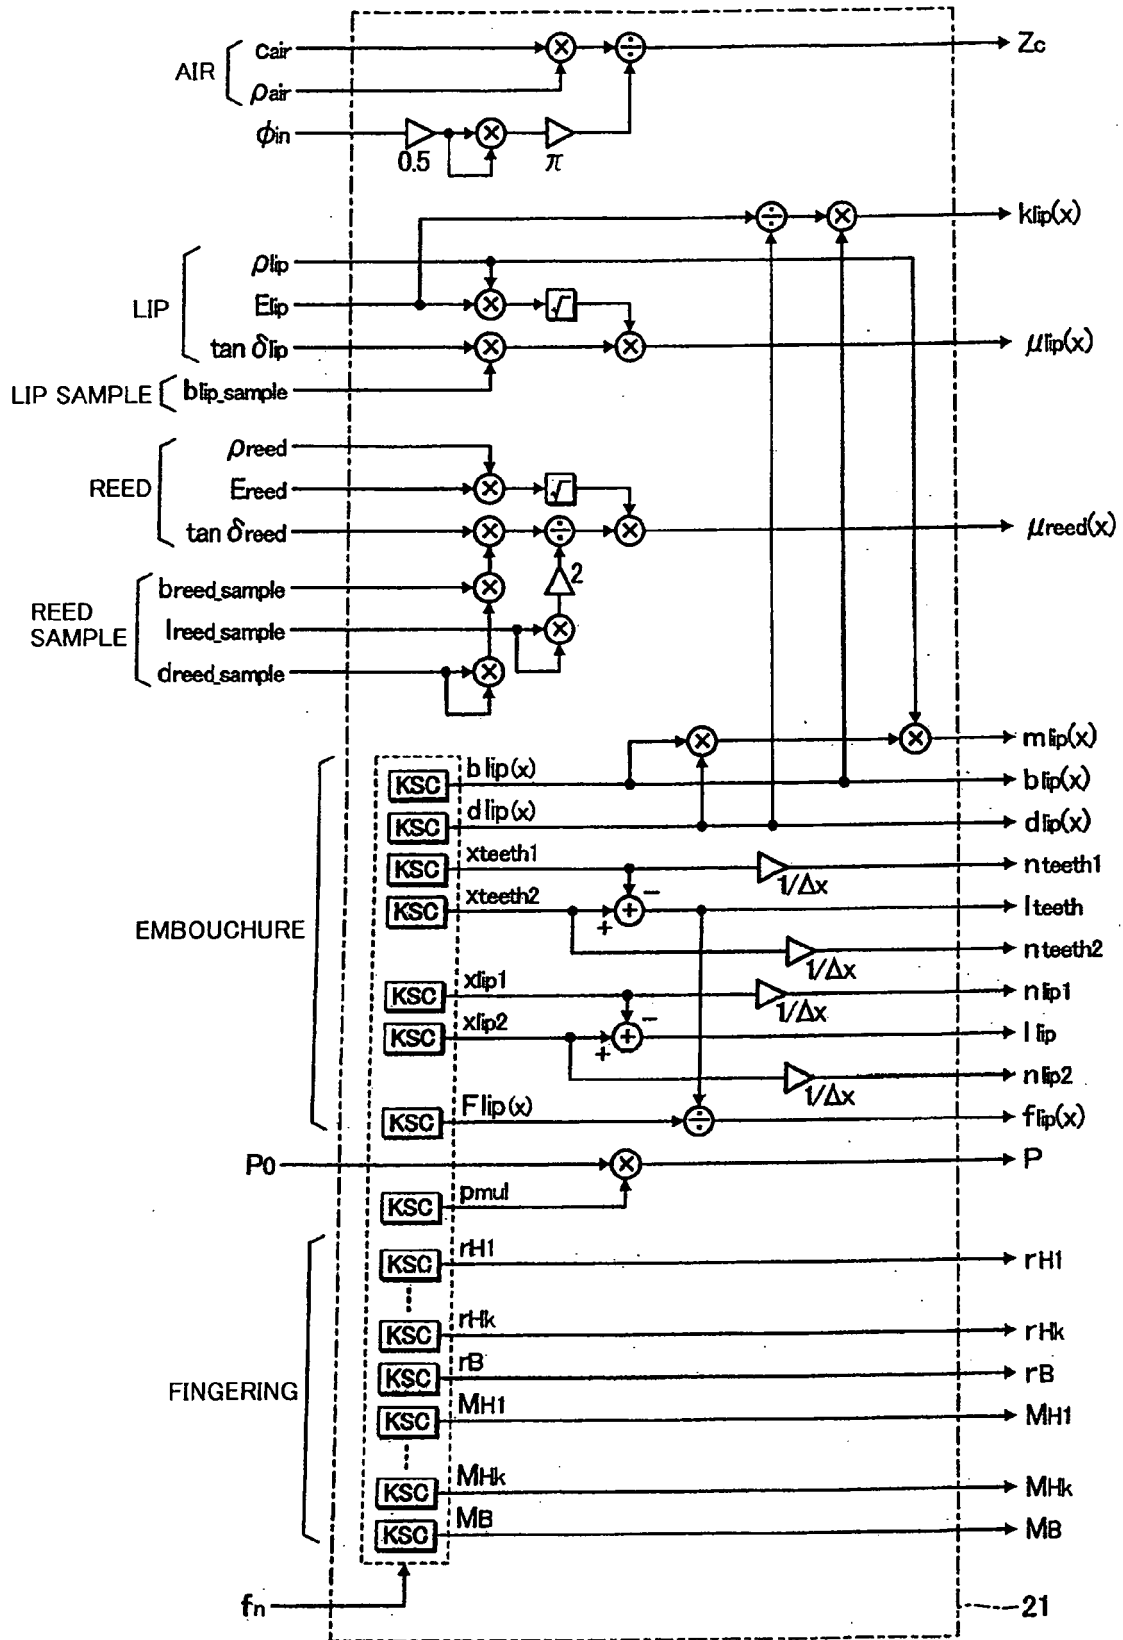 AIR
cair
ρair
ϕin
0.5
π
Zc
klip(x)
LIP
ρlip
Elip
tan δlip
μlip(x)
LIP SAMPLE
blip_sample
REED
ρreed
Ereed
tan δreed
μreed(x)
2
REED SAMPLE
breed_sample
lreed_sample
dreed_sample
mlip(x)
EMBOUCHURE
KSC
blip(x)
blip(x)
KSC
dlip(x)
dlip(x)
KSC
xteeth1
1/Δx
nteeth1
KSC
xteeth2
lteeth
1/Δx
nteeth2
KSC
xlip1
1/Δx
nlip1
KSC
xlip2
llip
1/Δx
nlip2
KSC
Flip(x)
flip(x)
P0
P
KSC
pmul
FINGERING
KSC
rH1
rH1
KSC
rHk
rHk
KSC
rB
rB
KSC
MH1
MH1
KSC
MHk
MHk
KSC
MB
MB
fn
21